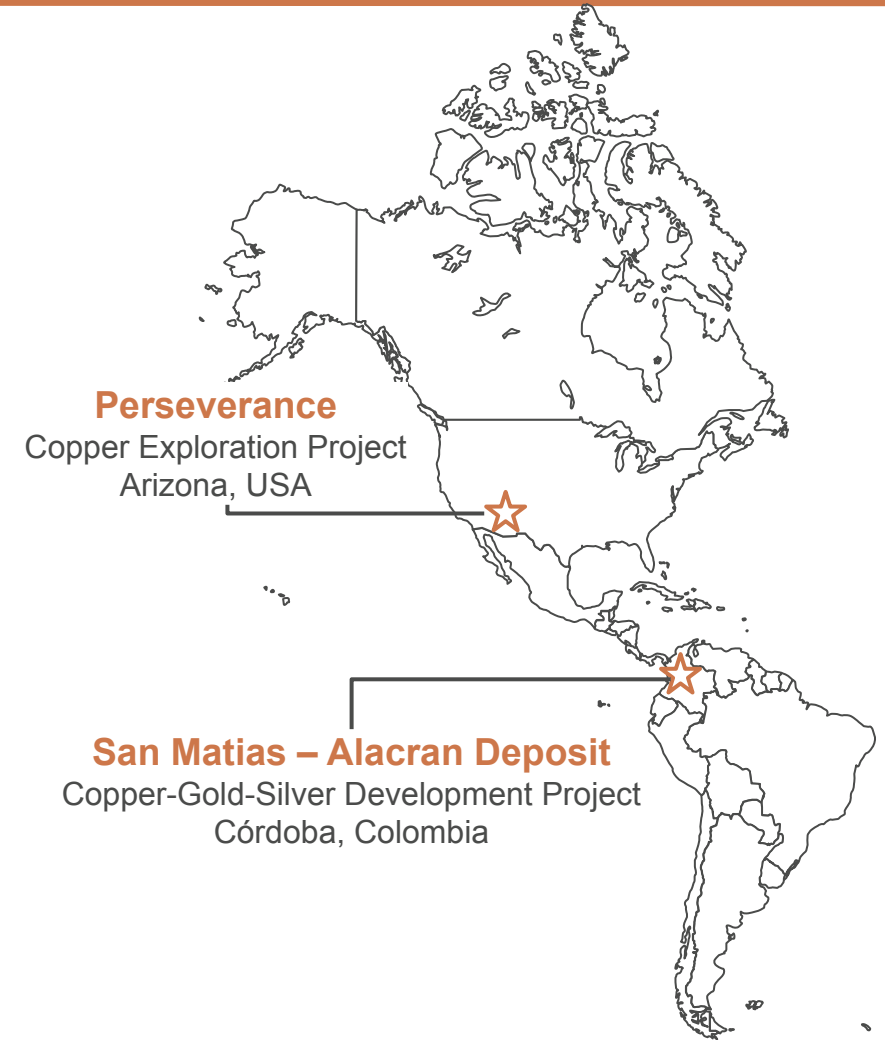 Perseverance
Copper Exploration Project
Arizona, USA
San Matias – Alacran Deposit
Copper-Gold-Silver Development Project
Córdoba, Colombia